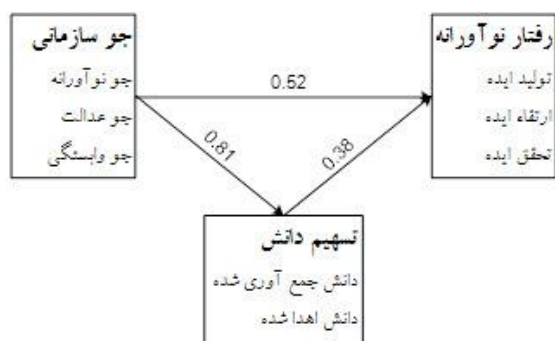 رفتار نوآورانه
تولید ایده
ارتقاء ایده
تحقق ایده
جو سازمانی
جو نوآورانه
جو عدالت
جو وابستگی
0.52
0.81
0.38
تسهیم دانش
دانش جمع آوری شده
دانش اهدا شده